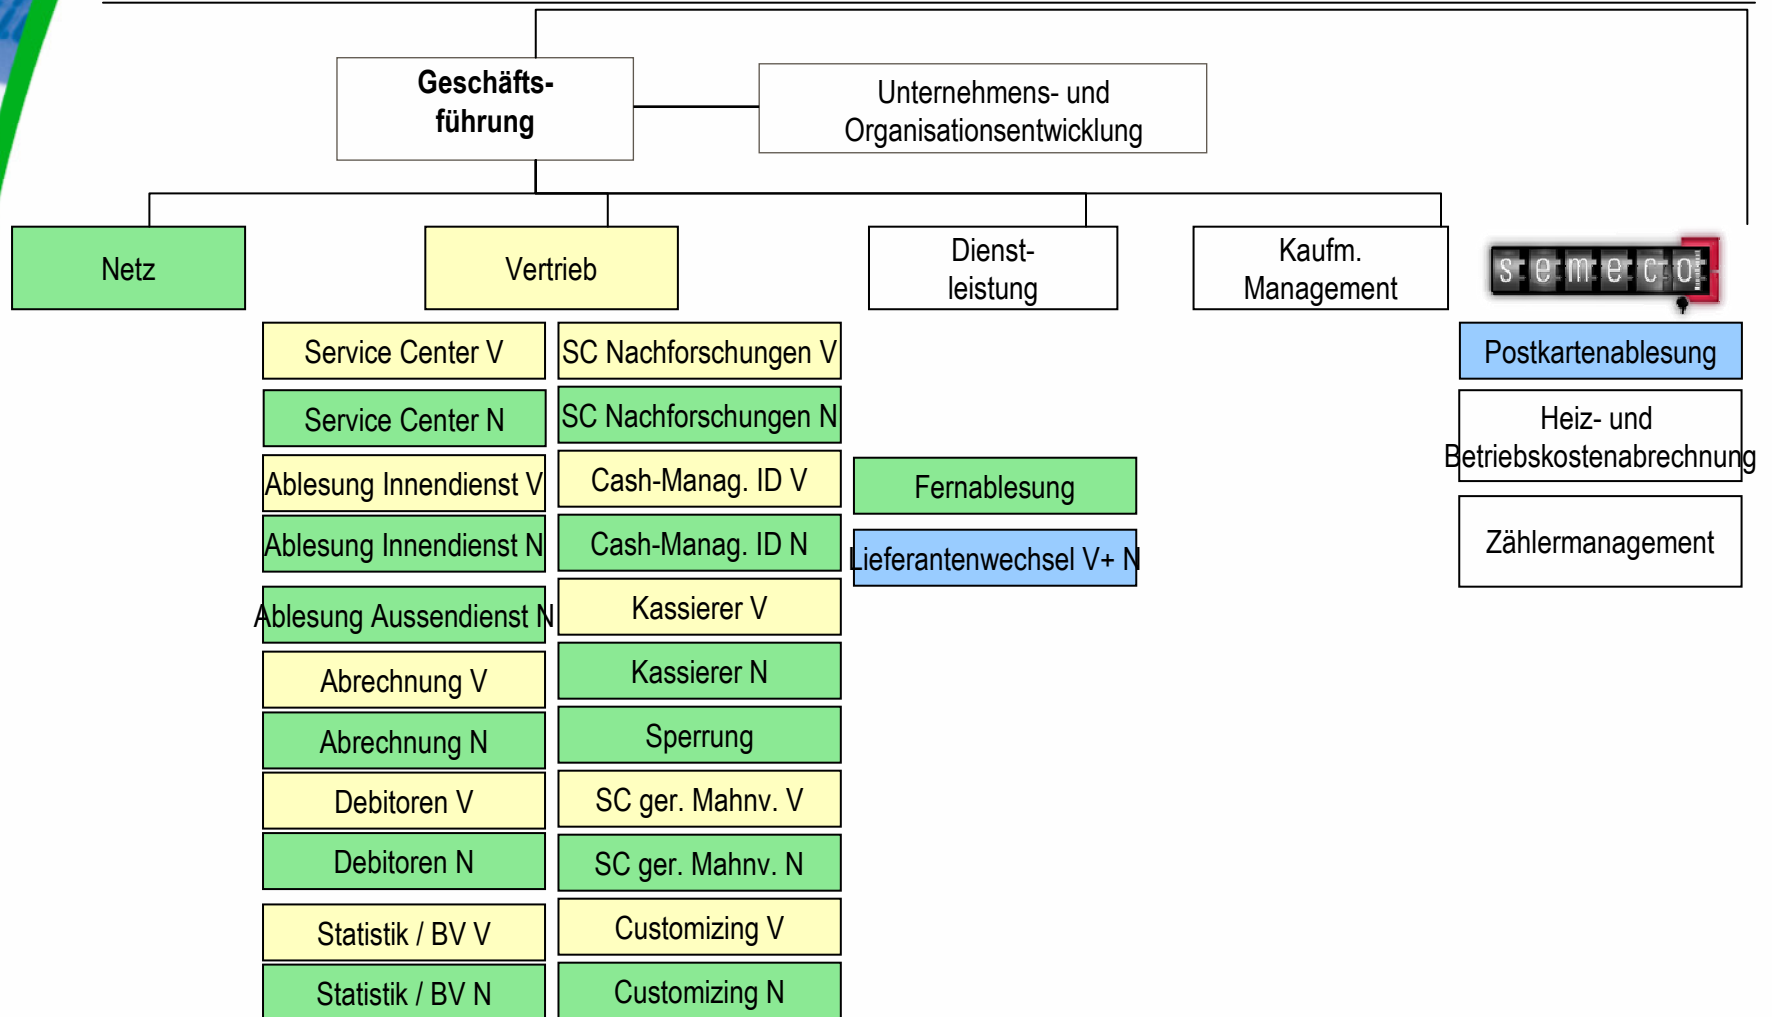 Geschäfts-
führung
Unternehmens- und
Organisationsentwicklung
Netz
Vertrieb
Dienst-
leistung
Kaufm.
Management
semeco
Service Center V
Service Center N
Ablesung Innendienst V
Ablesung Innendienst N
Ablesung Aussendienst N
Abrechnung V
Abrechnung N
Debitoren V
Debitoren N
Statistik / BV V
Statistik / BV N
SC Nachforschungen V
SC Nachforschungen N
Cash-Manag. ID V
Cash-Manag. ID N
Kassierer V
Kassierer N
Sperrung
SC ger. Mahnv. V
SC ger. Mahnv. N
Customizing V
Customizing N
Fernablesung
Lieferantenwechsel V+ N
Postkartenablesung
Heiz- und
Betriebskostenabrechnung
Zählermanagement